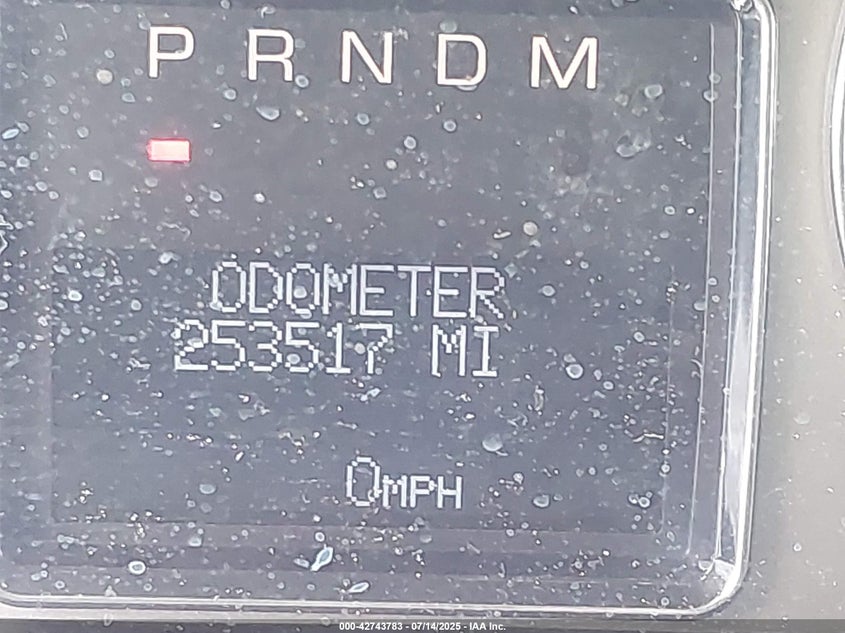 P R N D M
ODOMETER
253517 MI
0MPH
000-42743783 - 07/14/2025 - IAA Inc.